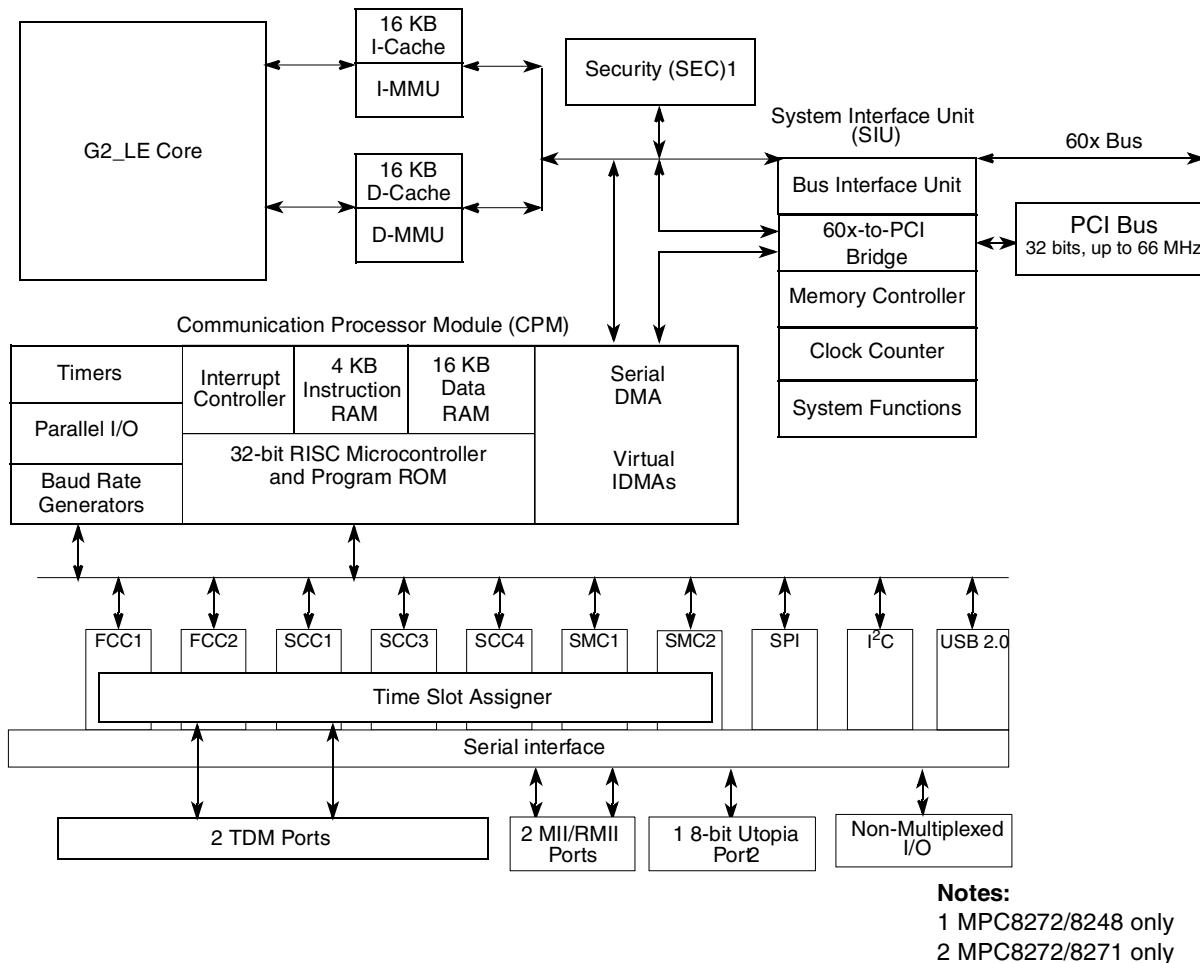 16 KB
I-Cache
I-MMU
G2_LE Core
16 KB
D-Cache
D-MMU
Security (SEC)1
System Interface Unit
(SIU)
60x Bus
Bus Interface Unit
60x-to-PCI
Bridge
PCI Bus
32 bits, up to 66 MHz
Memory Controller
Clock Counter
System Functions
Communication Processor Module (CPM)
Timers
Parallel I/O
Baud Rate
Generators
Interrupt
Controller
4 KB
Instruction
RAM
16 KB
Data
RAM
32-bit RISC Microcontroller
and Program ROM
Serial
DMA
Virtual
IDMAs
FCC1
FCC2
SCC1
SCC3
SCC4
SMC1
SMC2
SPI
I²C
USB 2.0
Time Slot Assigner
Serial interface
2 TDM Ports
2 MII/RMII
Ports
1 8-bit Utopia
Port2
Non-Multiplexed
I/O
Notes:
1 MPC8272/8248 only
2 MPC8272/8271 only